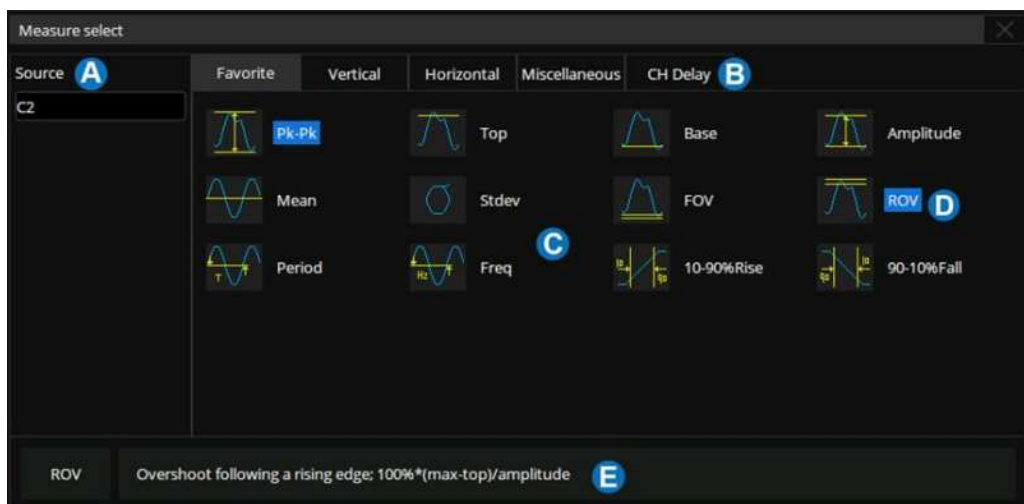 Measure select
Source A
Favorite Vertical Horizontal Miscellaneous CH Delay B
C2
Pk-Pk Top Base Amplitude
Mean Stdev FOV ROV D
C
Period Freq 10-90%Rise 90-10%Fall
ROV Overshoot following a rising edge; 100%*(max-top)/amplitude E